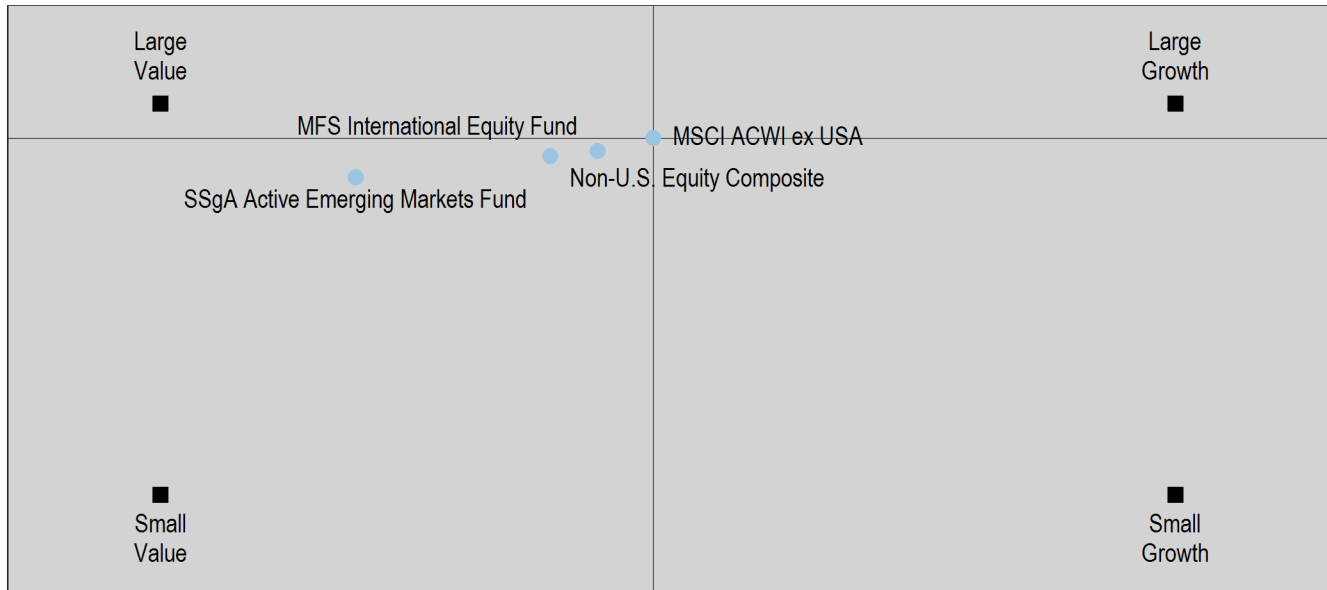 Large
Value
Large
Growth
MFS International Equity Fund
MSCI ACWI ex USA
Non-U.S. Equity Composite
SSgA Active Emerging Markets Fund
Small
Value
Small
Growth